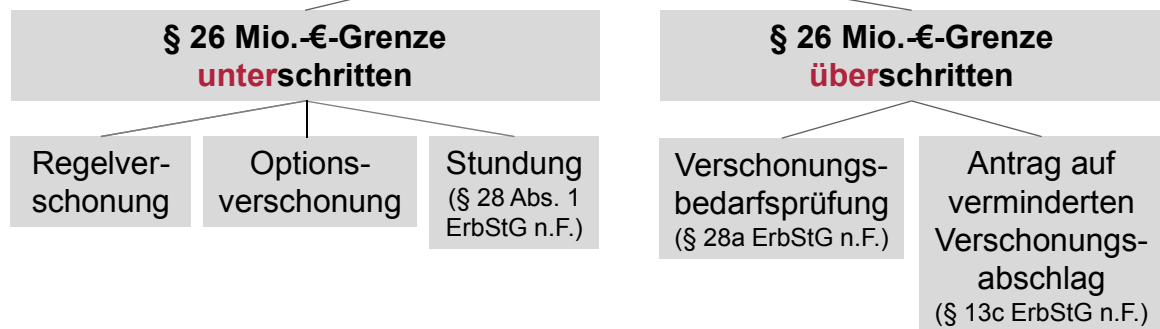 § 26 Mio.-€-Grenze
unterschritten
Regelver-
schonung
Options-
verschonung
Stundung
(§ 28 Abs. 1
ErbStG n.F.)
§ 26 Mio.-€-Grenze
überschritten
Verschonungs-
bedarfsprüfung
(§ 28a ErbStG n.F.)
Antrag auf
verminderten
Verschonungs-
abschlag
(§ 13c ErbStG n.F.)